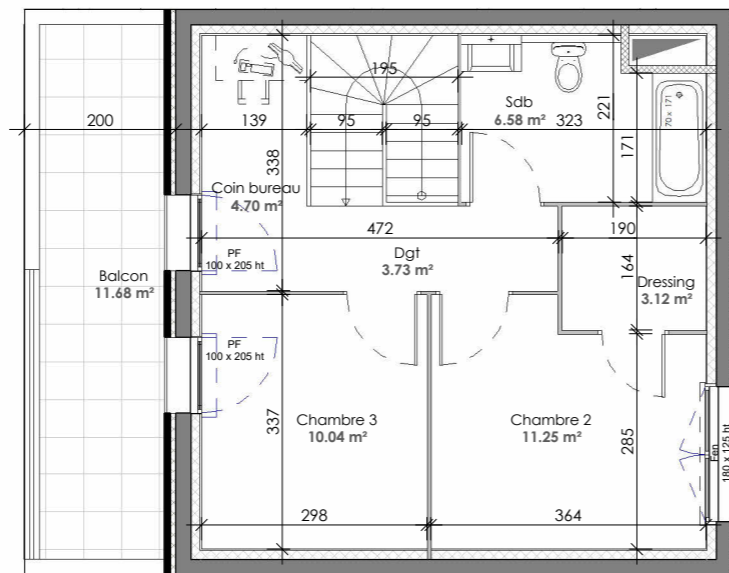 195
Sdb
6.58 m²
221
70 x 171
200
139
95
95
323
171
338
Coin bureau
4.70 m²
472
190
PF
100 x 205 ht
Dgt
3.73 m²
164
Balcon
11.68 m²
Dressing
3.12 m²
PF
100 x 205 ht
337
Chambre 3
10.04 m²
Chambre 2
11.25 m²
285
Fen
180 x 125 ht
298
364